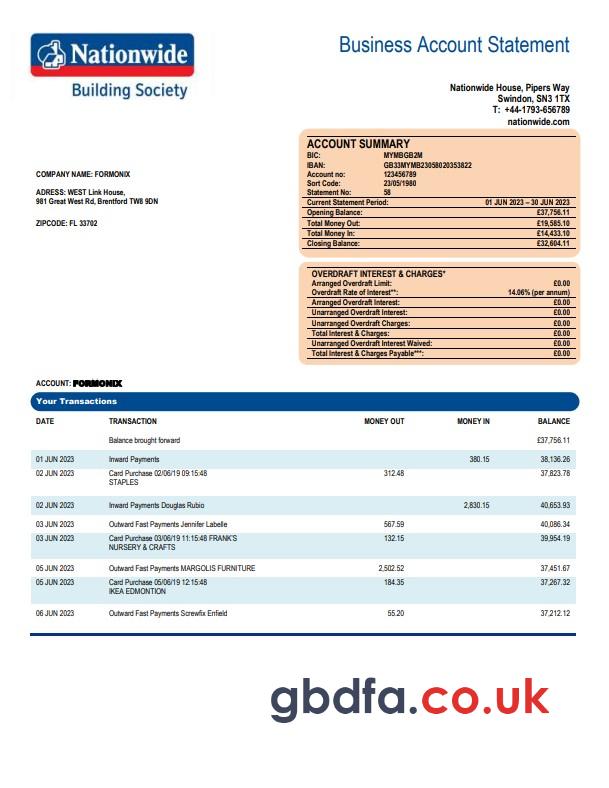 Nationwide
Building Society
Business Account Statement
Nationwide House, Pipers Way
Swindon, SN3 1TX
T: +44-1793-656789
nationwide.com
COMPANY NAME: FORMONIX
ADRESS: WEST Link House,
981 Great West Rd, Brentford TW8 9DN
ZIPCODE: FL 33702
ACCOUNT SUMMARY
BIC: MYMBGB2M
IBAN: GB33MYMB23058020353822
Account no: 123456789
Sort Code: 23/05/1980
Statement No: 58
Current Statement Period: 01 JUN 2023 – 30 JUN 2023
Opening Balance: £37,756.11
Total Money Out: £19,585.10
Total Money In: £14,433.10
Closing Balance: £32,604.11
OVERDRAFT INTEREST & CHARGES*
Arranged Overdraft Limit: £0.00
Overdraft Rate of Interest**: 14.06% (per annum)
Arranged Overdraft Interest: £0.00
Unarranged Overdraft Interest: £0.00
Unarranged Overdraft Charges: £0.00
Total Interest & Charges: £0.00
Unarranged Overdraft Interest Waived: £0.00
Total Interest & Charges Payable***: £0.00
ACCOUNT: FORMONIX
Your Transactions
DATE TRANSACTION MONEY OUT MONEY IN BALANCE
Balance brought forward £37,756.11
01 JUN 2023 Inward Payments 380.15 38,136.26
02 JUN 2023 Card Purchase 02/06/19 09:15:48 312.48 37,823.78
STAPLES
02 JUN 2023 Inward Payments Douglas Rubio 2,830.15 40,653.93
03 JUN 2023 Outward Fast Payments Jennifer Labelle 567.59 40,086.34
03 JUN 2023 Card Purchase 03/06/19 11:15:48 FRANK'S 132.15 39,954.19
NURSERY & CRAFTS
05 JUN 2023 Outward Fast Payments MARGOLIS FURNITURE 2,502.52 37,451.67
05 JUN 2023 Card Purchase 05/06/19 12:15:48 184.35 37,267.32
IKEA EDMONTION
06 JUN 2023 Outward Fast Payments Screwfix Enfield 55.20 37,212.12
gbdfa.co.uk